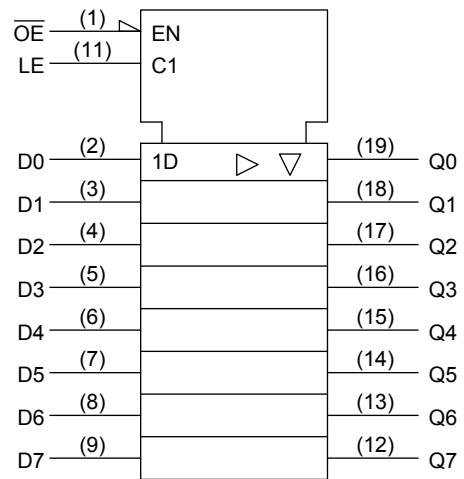 O̅E̅ (1) EN
LE (11) C1
D0 (2) 1D (19) Q0
D1 (3) (18) Q1
D2 (4) (17) Q2
D3 (5) (16) Q3
D4 (6) (15) Q4
D5 (7) (14) Q5
D6 (8) (13) Q6
D7 (9) (12) Q7